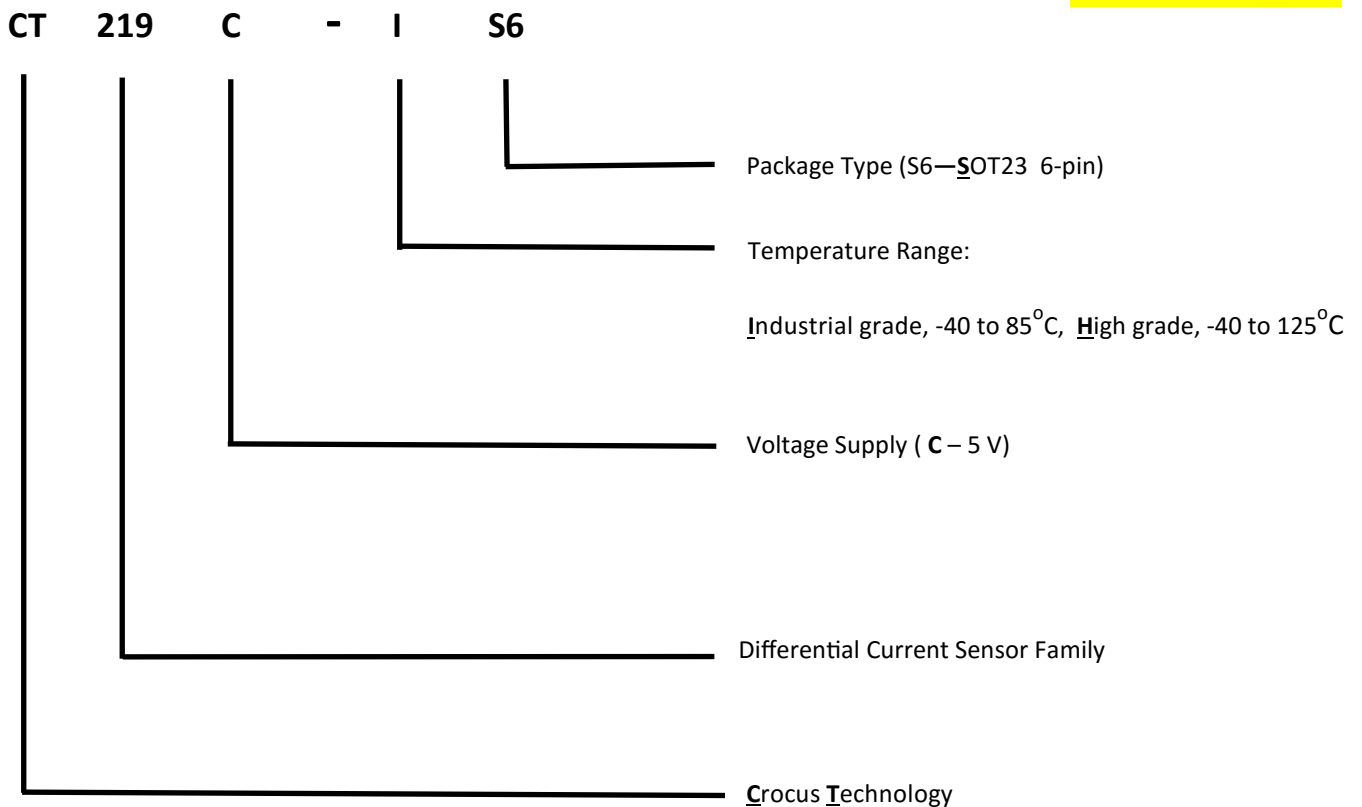 CT 219 C - I S6
Package Type (S6—SOT23 6-pin)
Temperature Range:
Industrial grade, -40 to 85°C, High grade, -40 to 125°C
Voltage Supply ( C – 5 V)
Differential Current Sensor Family
Crocus Technology